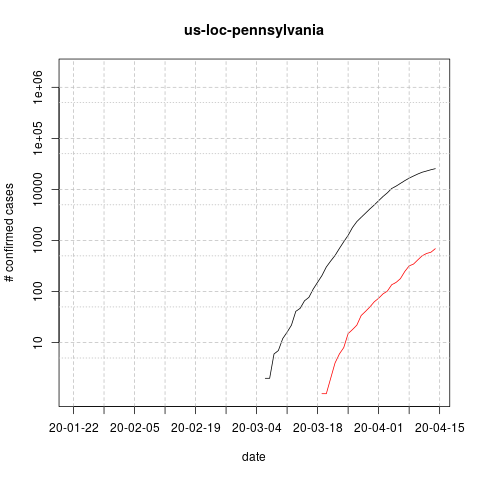 us-loc-pennsylvania
# confirmed cases
1e+06
1e+05
10000
1000
100
10
20-01-22 20-02-05 20-02-19 20-03-04 20-03-18 20-04-01 20-04-15
date